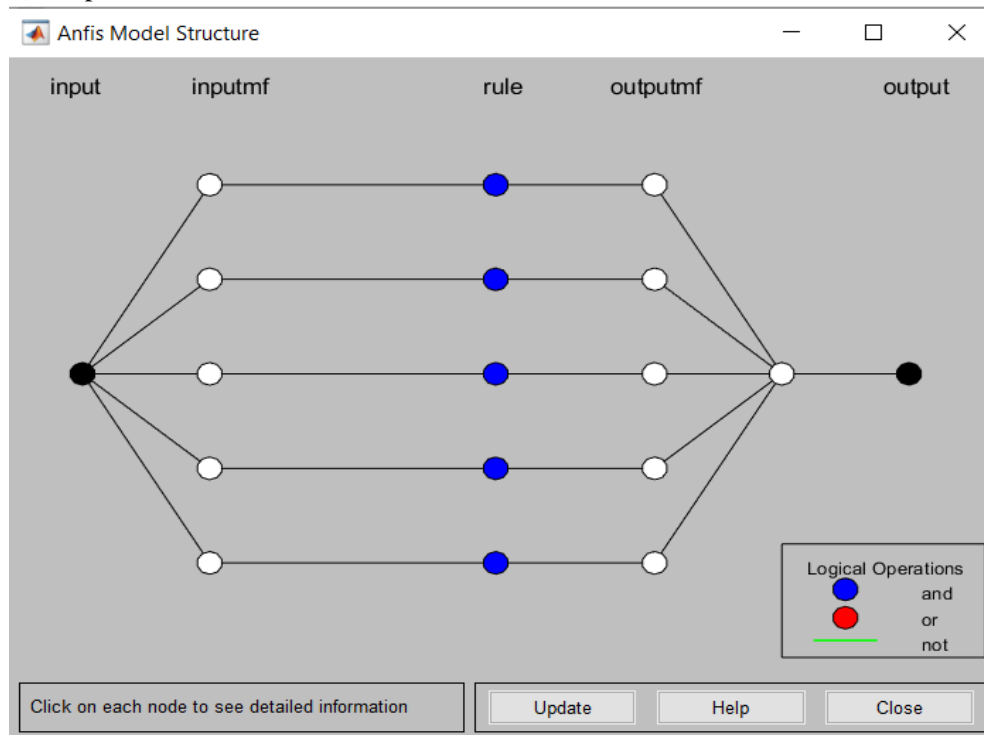 Anfis Model Structure
input inputmf rule outputmf output
Logical Operations
and
or
not
Click on each node to see detailed information
Update Help Close